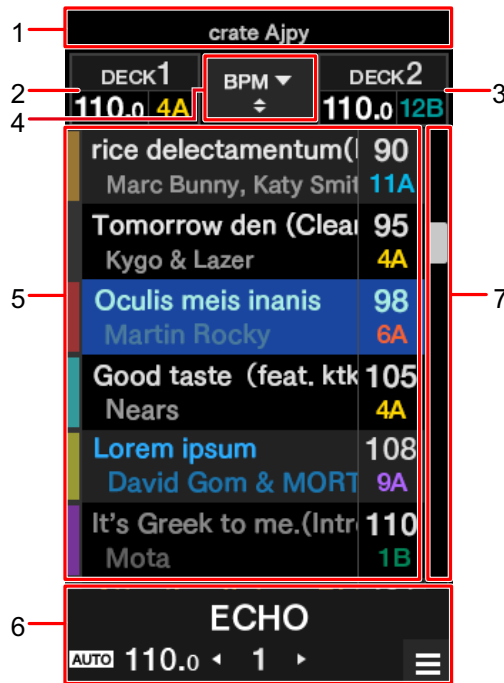 1
crate Ajpy
2
DECK1
110.0 4A
BPM
DECK2
110.0 12B
3
4
rice delectamentum( 90
Marc Bunny, Katy Smit 11A
Tomorrow den (Clear 95
Kygo & Lazer 4A
5
Oculis meis inanis 98
Martin Rocky 6A
7
Good taste (feat. ktk 105
Nears 4A
Lorem ipsum 108
David Gom & MORT 9A
It's Greek to me.(Intr 110
Mota 1B
6
ECHO
AUTO 110.0 1